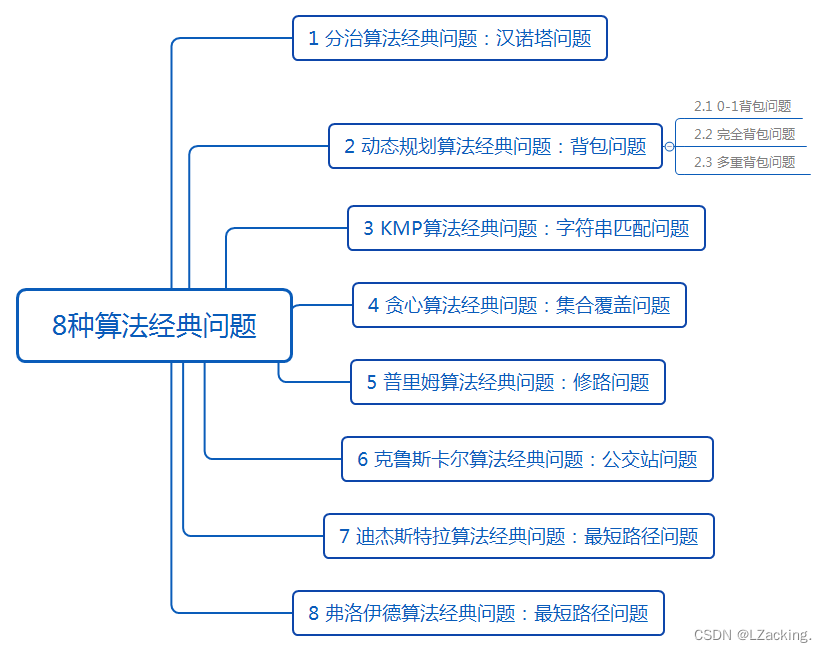 1 分治算法经典问题：汉诺塔问题
2 动态规划算法经典问题：背包问题
2.1 0-1背包问题
2.2 完全背包问题
2.3 多重背包问题
3 KMP算法经典问题：字符串匹配问题
8种算法经典问题
4 贪心算法经典问题：集合覆盖问题
5 普里姆算法经典问题：修路问题
6 克鲁斯卡尔算法经典问题：公交站问题
7 迪杰斯特拉算法经典问题：最短路径问题
8 弗洛伊德算法经典问题：最短路径问题
CSDN @LZacking.